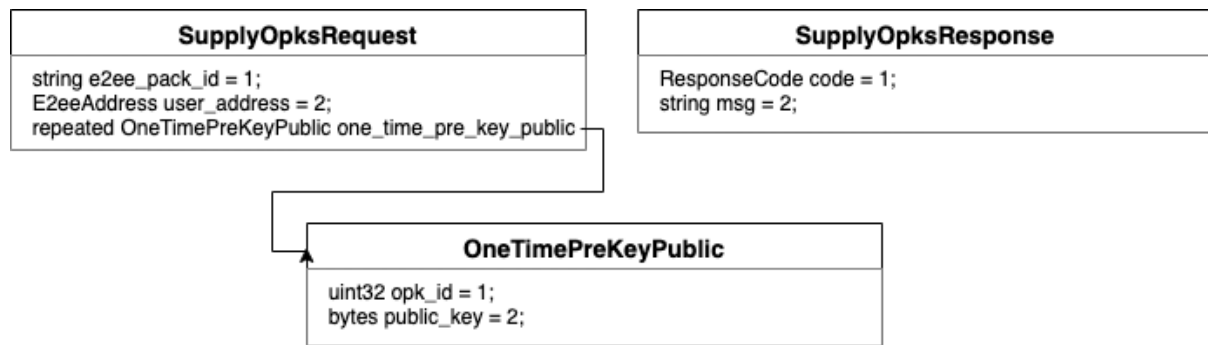 SupplyOpksRequest
string e2ee_pack_id = 1;
E2eeAddress user_address = 2;
repeated OneTimePreKeyPublic one_time_pre_key_public
SupplyOpksResponse
ResponseCode code = 1;
string msg = 2;
OneTimePreKeyPublic
uint32 opk_id = 1;
bytes public_key = 2;